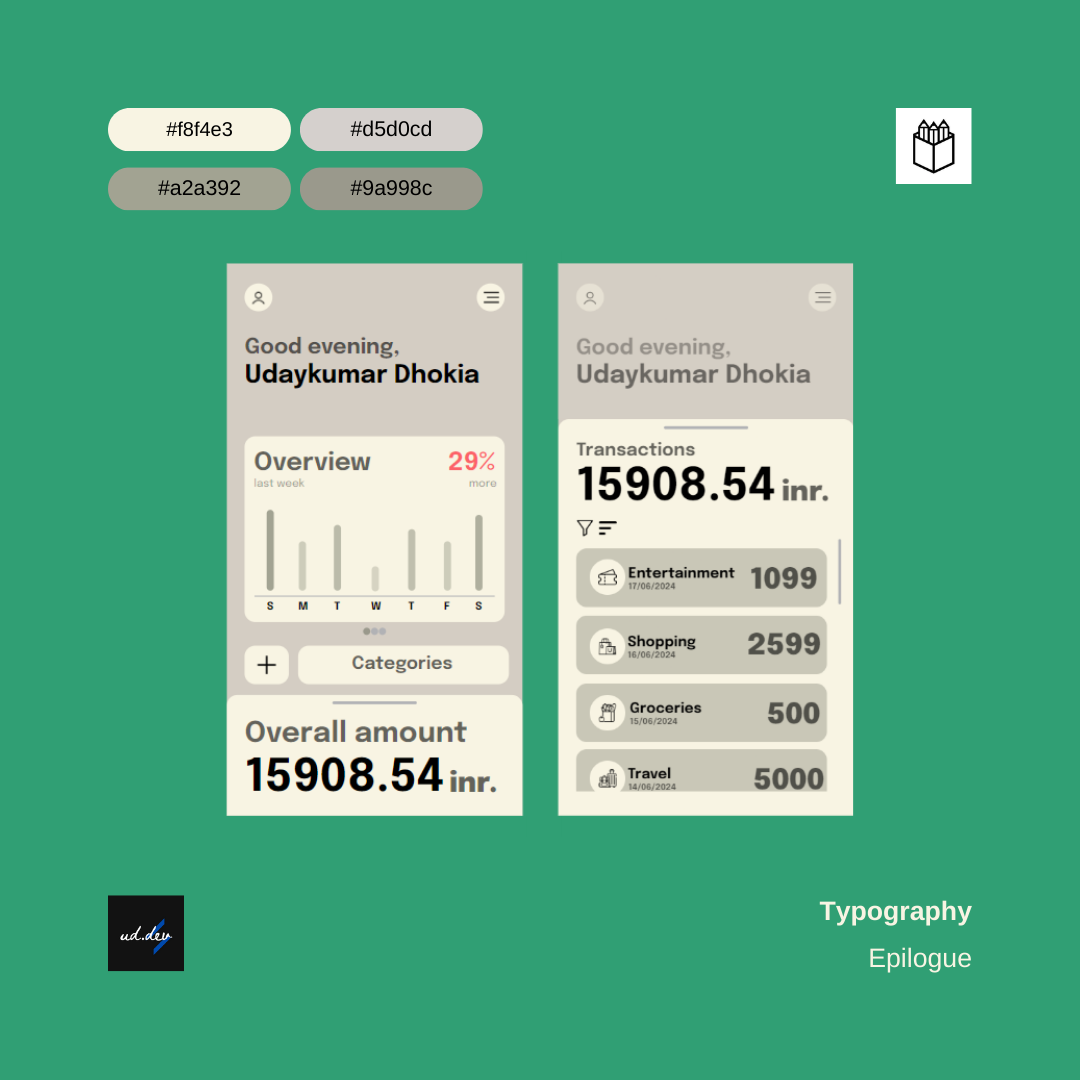 #f8f4e3
#d5d0cd
#a2a392
#9a998c
Good evening,
Udaykumar Dhokia
Overview
29%
last week
more
S M T W T F S
Categories
Overall amount
15908.54 inr.
Good evening,
Udaykumar Dhokia
Transactions
15908.54 inr.
Entertainment
17/06/2024
1099
Shopping
16/06/2024
2599
Groceries
15/06/2024
500
Travel
14/06/2024
5000
ud.dev
Typography
Epilogue